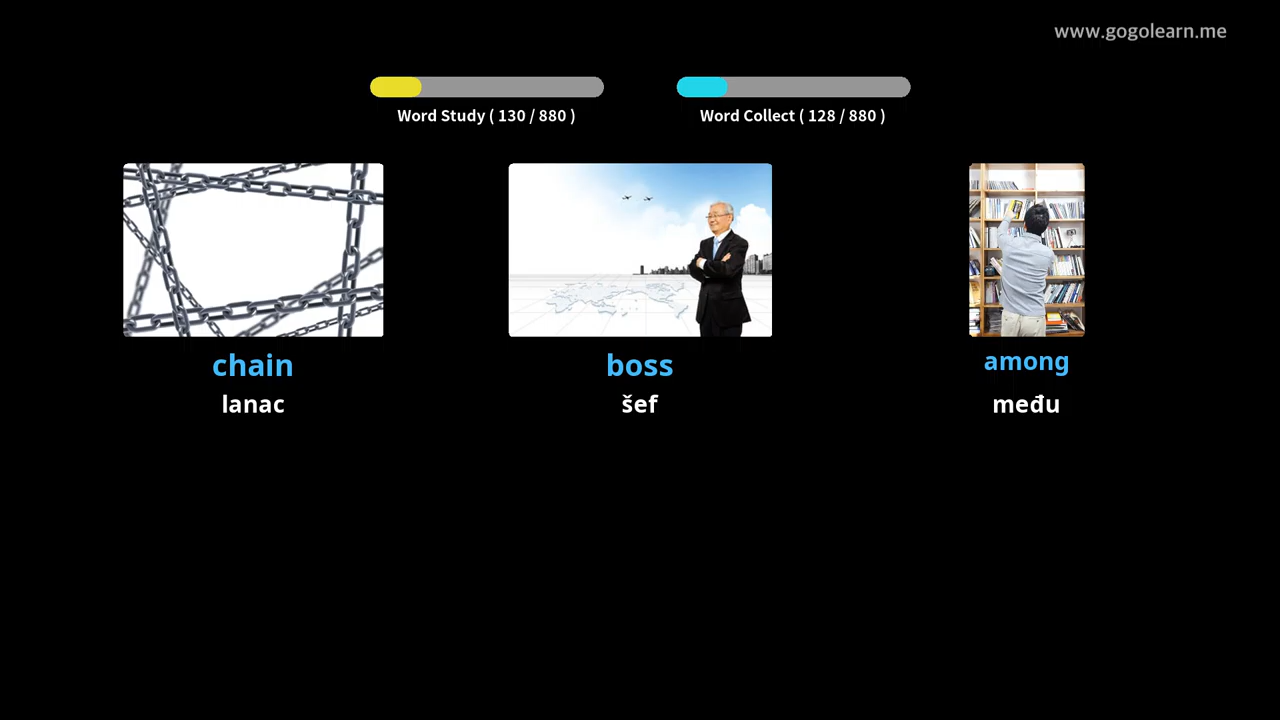 www.gogolearn.me
Word Study ( 130 / 880 )
Word Collect ( 128 / 880 )
chain
boss
among
lanac
šef
među